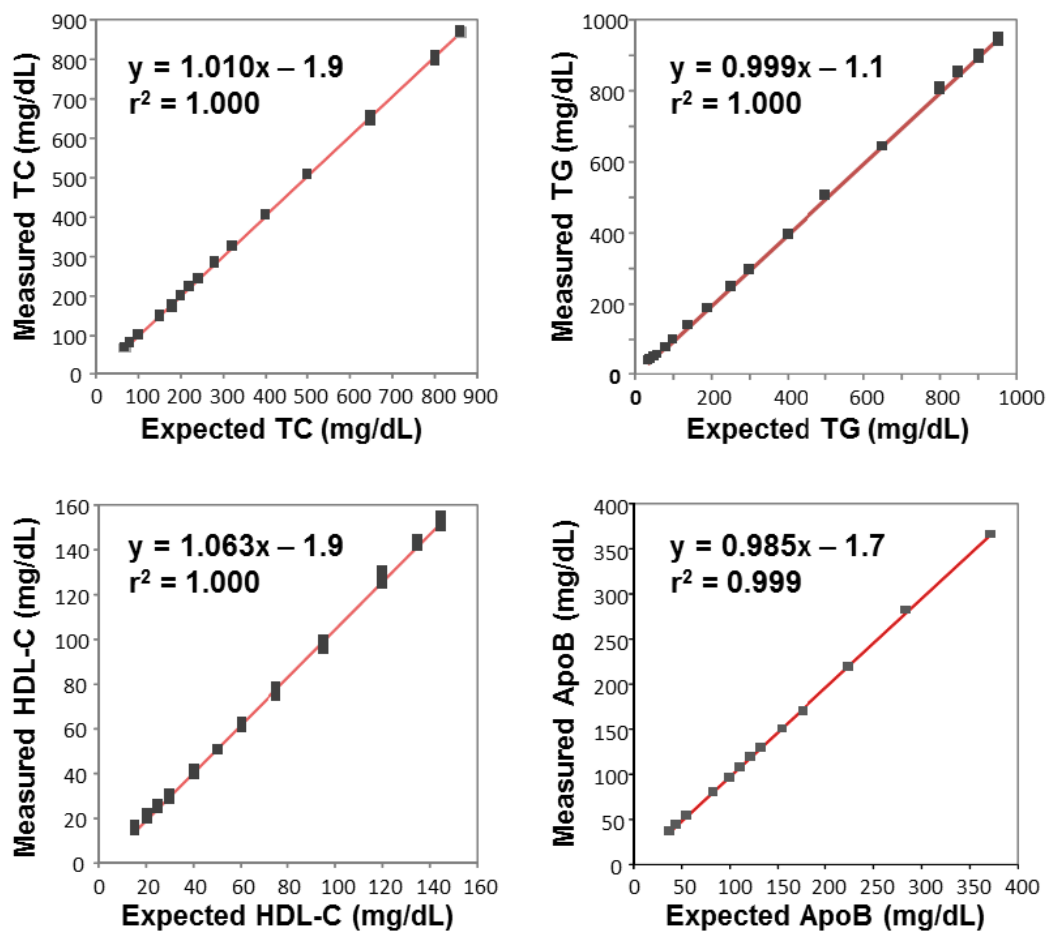 900
800
700
600
500
400
300
200
100
0
Measured TC (mg/dL)
y = 1.010x – 1.9
r² = 1.000
0 100 200 300 400 500 600 700 800 900
Expected TC (mg/dL)
1000
800
600
400
200
0
Measured TG (mg/dL)
y = 0.999x – 1.1
r² = 1.000
0 200 400 600 800 1000
Expected TG (mg/dL)
160
140
120
100
80
60
40
20
0
Measured HDL-C (mg/dL)
y = 1.063x – 1.9
r² = 1.000
0 20 40 60 80 100 120 140 160
Expected HDL-C (mg/dL)
400
350
300
250
200
150
100
50
0
Measured ApoB (mg/dL)
y = 0.985x – 1.7
r² = 0.999
0 50 100 150 200 250 300 350 400
Expected ApoB (mg/dL)